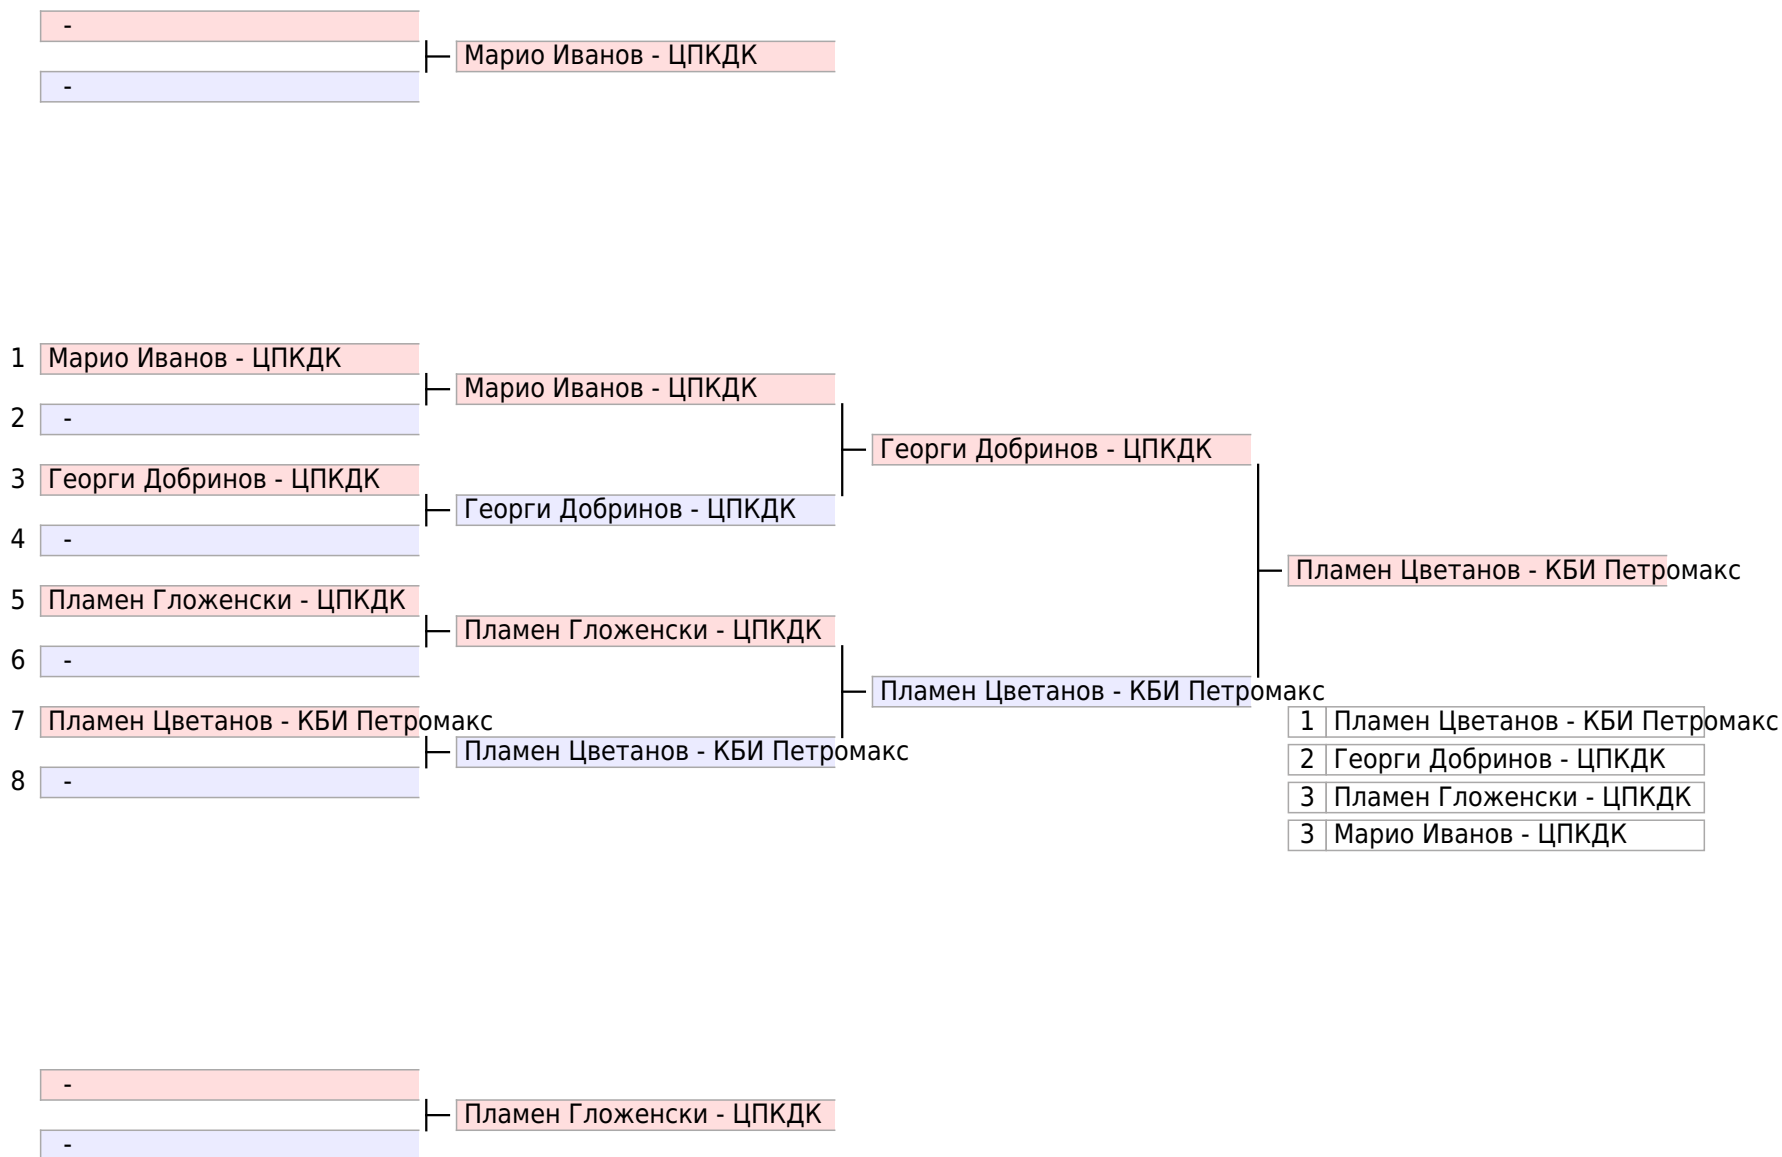 -
Марио Иванов - ЦПКДК
-
1 Марио Иванов - ЦПКДК
Марио Иванов - ЦПКДК
2 -
Георги Добринов - ЦПКДК
3 Георги Добринов - ЦПКДК
Георги Добринов - ЦПКДК
4 -
Пламен Цветанов - КБИ Петромакс
5 Пламен Гложенски - ЦПКДК
Пламен Гложенски - ЦПКДК
6 -
Пламен Цветанов - КБИ Петромакс
7 Пламен Цветанов - КБИ Петромакс
Пламен Цветанов - КБИ Петромакс
8 -
1 Пламен Цветанов - КБИ Петромакс
2 Георги Добринов - ЦПКДК
3 Пламен Гложенски - ЦПКДК
3 Марио Иванов - ЦПКДК
-
Пламен Гложенски - ЦПКДК
-